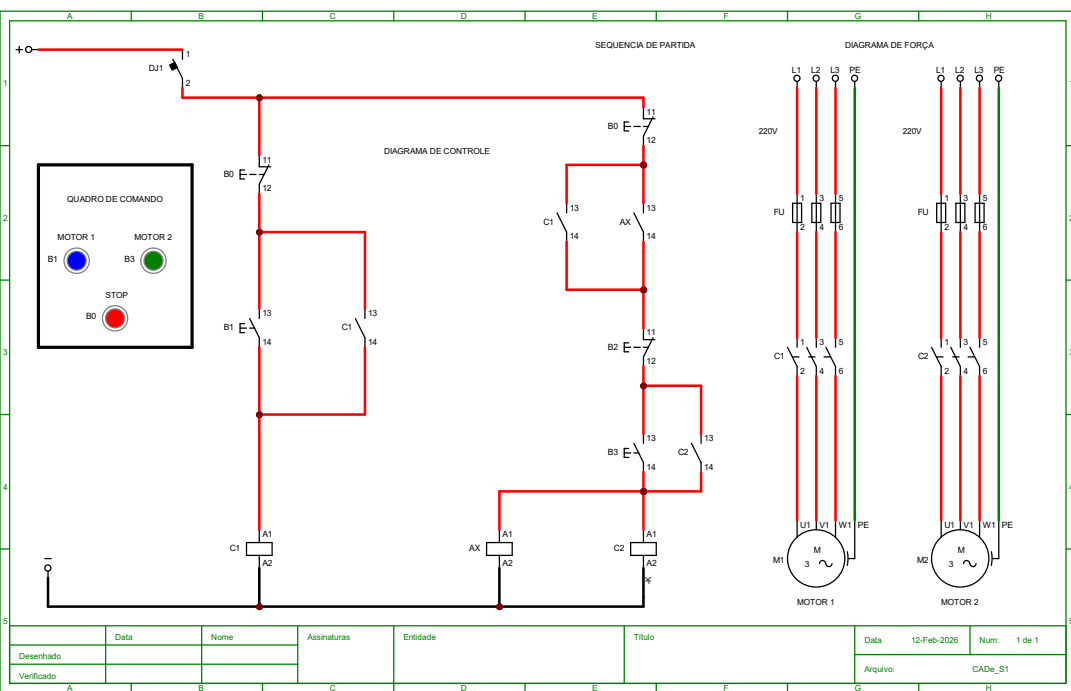 A B C D E F G H
SEQUENCIA DE PARTIDA
DIAGRAMA DE FORÇA
+
1
DJ1
2
L1 L2 L3 PE
L1 L2 L3 PE
1
1
11
B0
12
220V
220V
DIAGRAMA DE CONTROLE
11
B0
12
QUADRO DE COMANDO
MOTOR 1 MOTOR 2
B1 B3
STOP
B0
2
2
13
C1
14
13
AX
14
1 3 5
FU
2 4 6
1 3 5
FU
2 4 6
13
B1
14
13
C1
14
11
B2
12
3
3
1 3 5
C1
2 4 6
1 3 5
C2
2 4 6
13
B3
14
13
C2
14
4
4
A1
C1
A2
A1
AX
A2
A1
C2
A2
U1 V1 W1 PE
M
3
M1
MOTOR 1
U1 V1 W1 PE
M
3
M2
MOTOR 2
–
5
5
Data Nome Assinaturas Entidade Título
Data 12-Feb-2026 Num: 1 de 1
Desenhado
Verificado
Arquivo: CADe_S1
A B C D E F G H